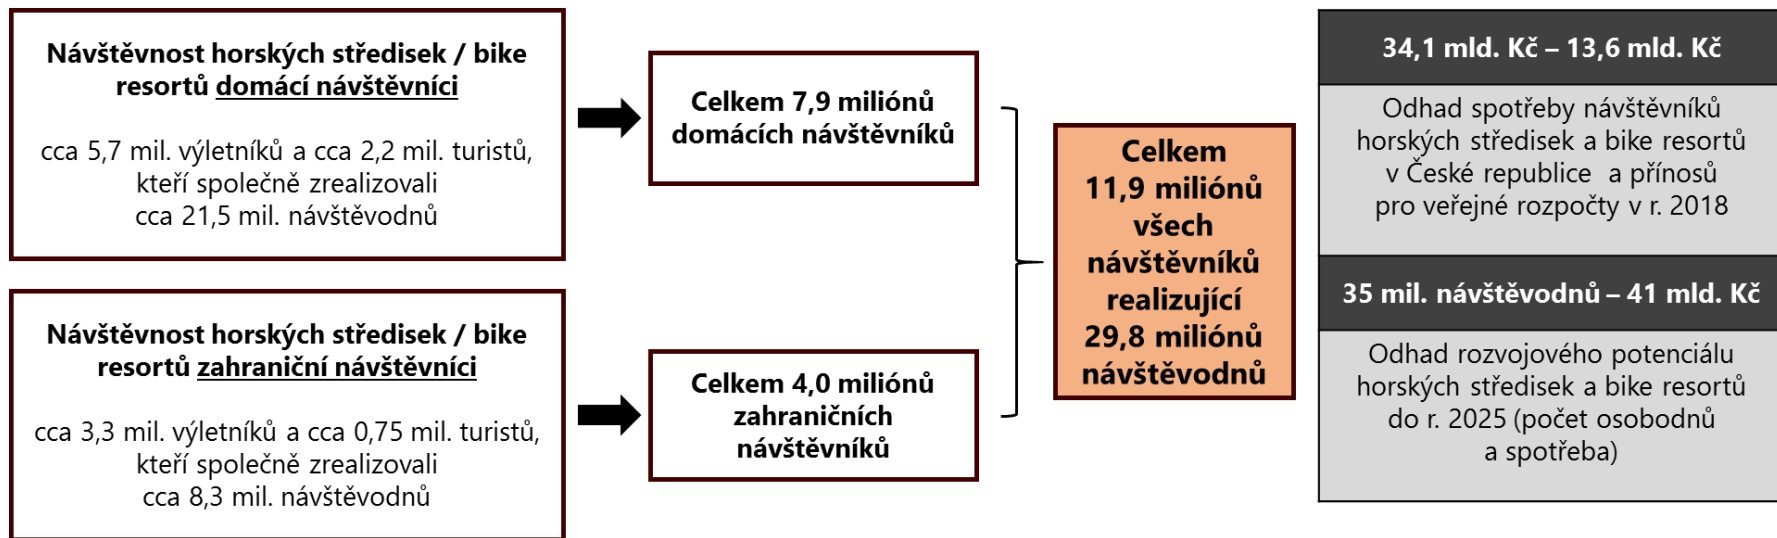 Návštěvnost horských středisek / bike
resortů domácí návštěvníci
cca 5,7 mil. výletníků a cca 2,2 mil. turistů,
kteří společně zrealizovali
cca 21,5 mil. návštěvodnů
Celkem 7,9 miliónů
domácích návštěvníků
Návštěvnost horských středisek / bike
resortů zahraniční návštěvníci
cca 3,3 mil. výletníků a cca 0,75 mil. turistů,
kteří společně zrealizovali
cca 8,3 mil. návštěvodnů
Celkem 4,0 miliónů
zahraničních
návštěvníků
Celkem
11,9 miliónů
všech
návštěvníků
realizující
29,8 miliónů
návštěvodnů
34,1 mld. Kč – 13,6 mld. Kč
Odhad spotřeby návštěvníků
horských středisek a bike resortů
v České republice a přínosů
pro veřejné rozpočty v r. 2018
35 mil. návštěvodnů – 41 mld. Kč
Odhad rozvojového potenciálu
horských středisek a bike resortů
do r. 2025 (počet osobodnů
a spotřeba)